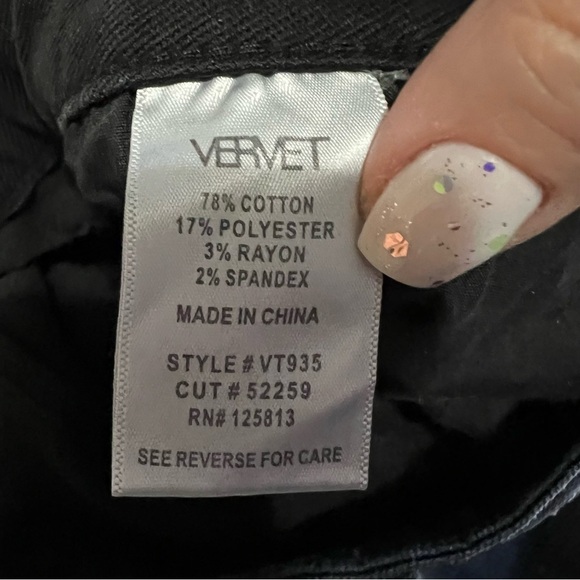 VERVET
78% COTTON
17% POLYESTER
3% RAYON
2% SPANDEX
MADE IN CHINA
STYLE # VT935
CUT # 52259
RN# 125813
SEE REVERSE FOR CARE